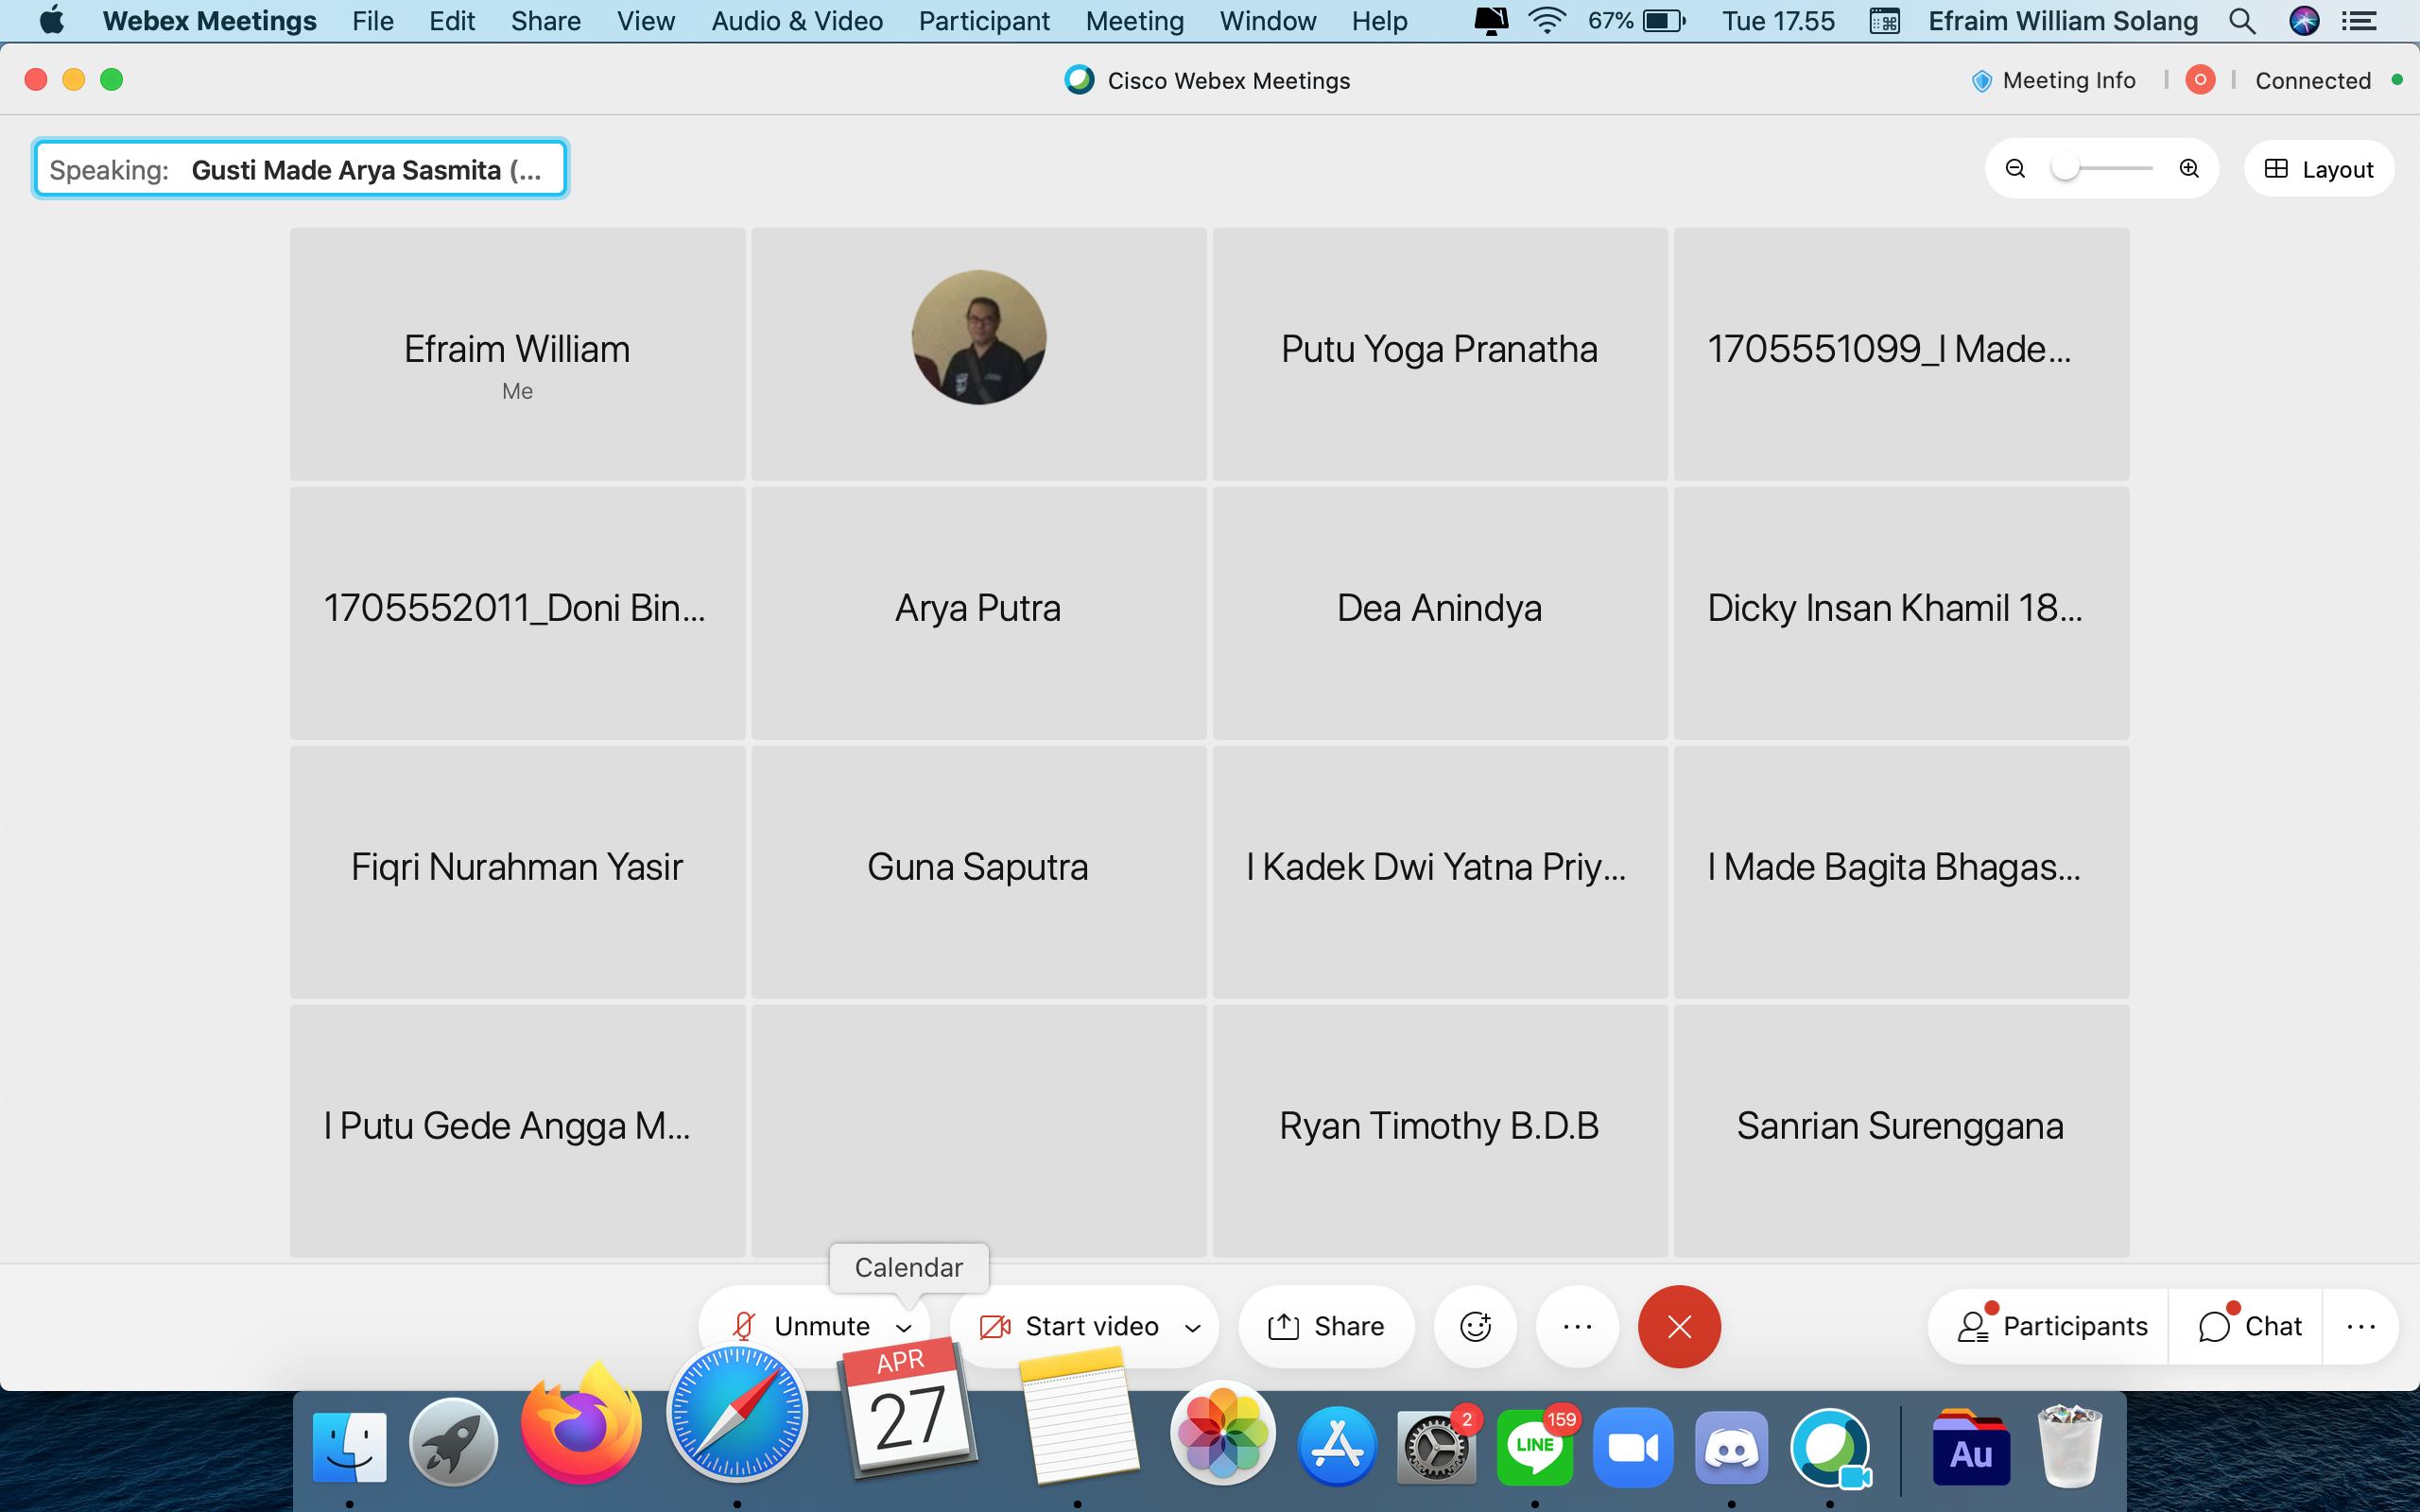 Webex Meetings File Edit Share View Audio & Video Participant Meeting Window Help 67% Tue 17.55 Efraim William Solang
Cisco Webex Meetings Meeting Info Connected
Speaking: Gusti Made Arya Sasmita (... Layout
Efraim William
Me
Putu Yoga Pranatha
1705551099_I Made...
1705552011_Doni Bin...
Arya Putra
Dea Anindya
Dicky Insan Khamil 18...
Fiqri Nurahman Yasir
Guna Saputra
I Kadek Dwi Yatna Priy...
I Made Bagita Bhagas...
I Putu Gede Angga M...
Ryan Timothy B.D.B
Sanrian Surenggana
Calendar
Unmute Start video Share Participants Chat
APR
27
2
159
LINE
Au